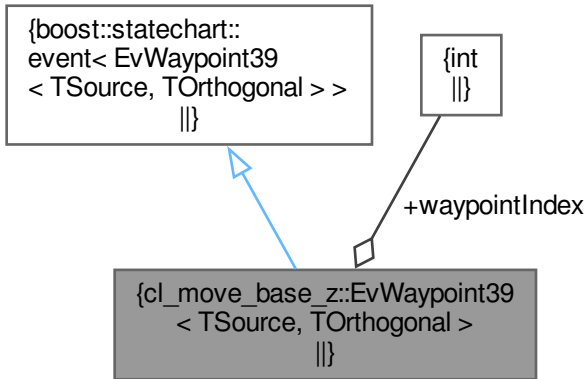 {boost::statechart::
event< EvWaypoint39
< TSource, TOrthogonal > >
||}
{int
||}
+waypointIndex
{cl_move_base_z::EvWaypoint39
< TSource, TOrthogonal >
||}